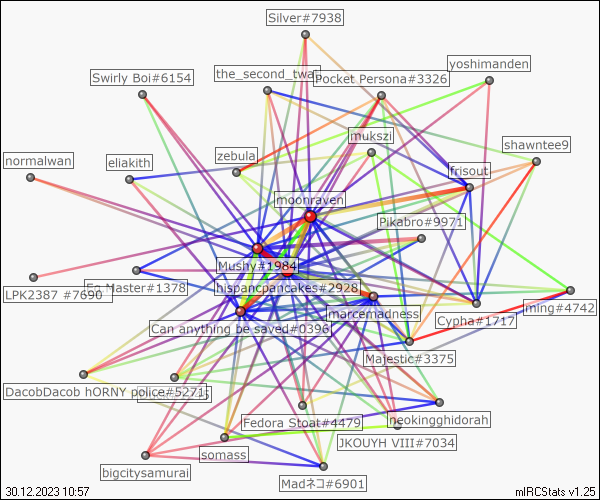 Silver#7938
yoshimanden
the_second_twa
Pocket Persona#3326
Swirly Boi#6154
mukszi
shawntee9
normalwan
eliakith
zebula
frisout
moonraven
Pikabro#9971
Mushy#1984
LPK2387 #7690
Master#1378
hispancpancakes#2928
iming#4742
marcemadness
Cypha#1717
Can anything be saved#0396
Majestic#3375
DacobDacob hORNY police#5271
neokingghidorah
Fedora Stoat#4479
JKOUYH VIII#7034
somass
bigcitysamurai
Madネコ#6901
30.12.2023 10:57
mIRCStats v1.25